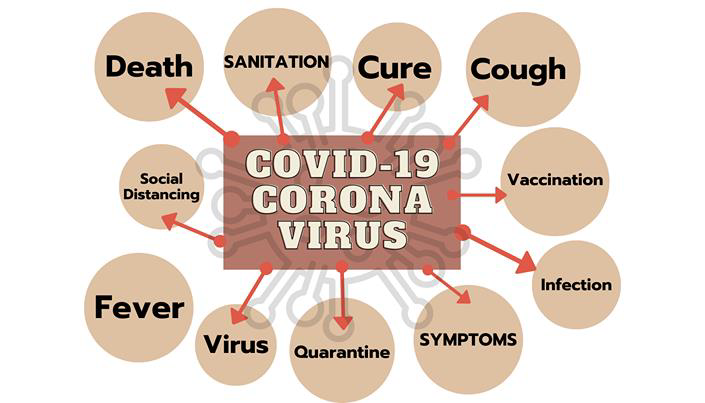 Death
SANITATION
Cure
Cough
COVID-19
CORONA
VIRUS
Social
Distancing
Vaccination
Fever
Infection
Virus
Quarantine
SYMPTOMS